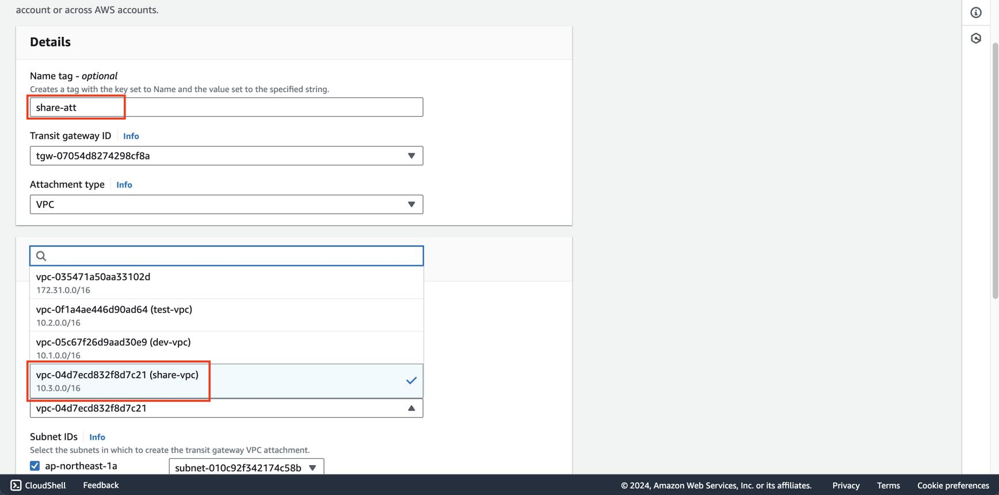 account or across AWS accounts.
Details
Name tag - optional
Creates a tag with the key set to Name and the value set to the specified string.
share-att
Transit gateway ID Info
tgw-07054d8274298cf8a
Attachment type Info
VPC
vpc-035471a50aa33102d
172.31.0.0/16
vpc-0f1a4ae446d90ad64 (test-vpc)
10.2.0.0/16
vpc-05c67f26d9aad30e9 (dev-vpc)
10.1.0.0/16
vpc-04d7ecd832f8d7c21 (share-vpc)
10.3.0.0/16
vpc-04d7ecd832f8d7c21
Subnet IDs Info
Select the subnets in which to create the transit gateway VPC attachment.
ap-northeast-1a subnet-010c92f342174c58b
CloudShell Feedback © 2024, Amazon Web Services, Inc. or its affiliates. Privacy Terms Cookie preferences